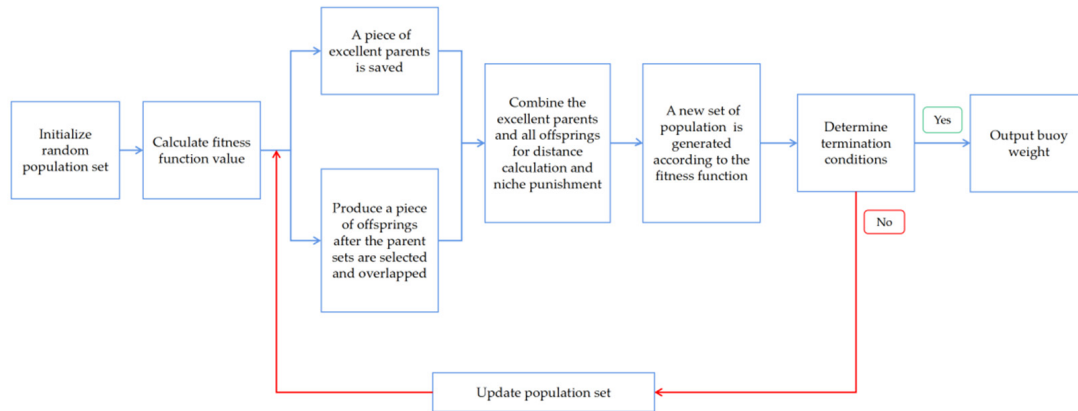 Initialize
random
population set
Calculate fitness
function value
A piece of
excellent parents
is saved
Produce a piece
of offsprings
after the parent
sets are selected
and overlapped
Combine the
excellent parents
and all offsprings
for distance
calculation and
niche punishment
A new set of
population is
generated
according to the
fitness function
Determine
termination
conditions
Yes
Output buoy
weight
No
Update population set